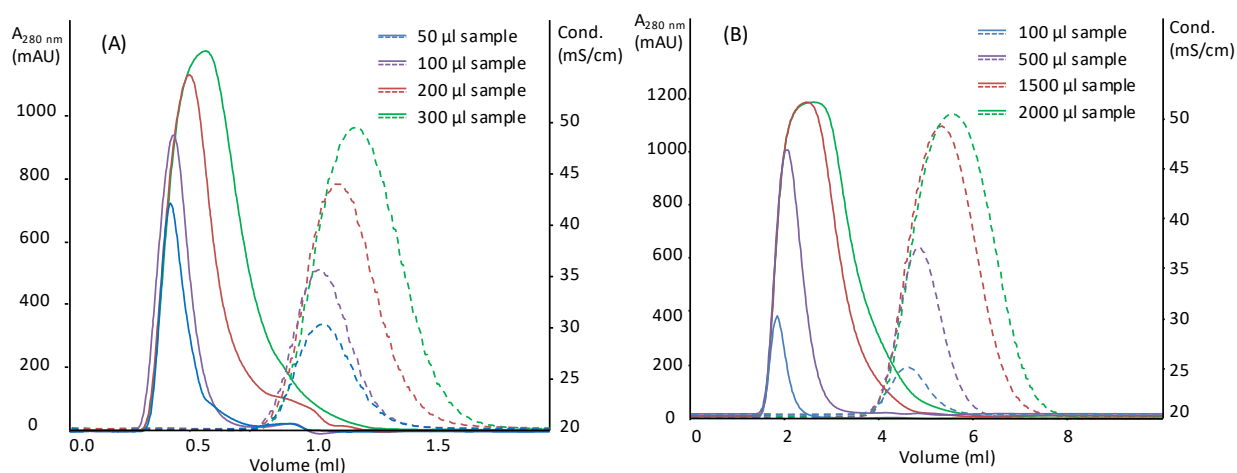 A280 nm
(mAU)
(A)
Cond.
(mS/cm)
50 µl sample
100 µl sample
200 µl sample
300 µl sample
1000
800
600
400
200
0
50
45
40
35
30
25
20
0.0 0.5 1.0 1.5
Volume (ml)
A280 nm
(mAU)
(B)
Cond.
(mS/cm)
100 µl sample
500 µl sample
1500 µl sample
2000 µl sample
1200
1000
800
600
400
200
0
50
45
40
35
30
25
20
0 2 4 6 8
Volume (ml)